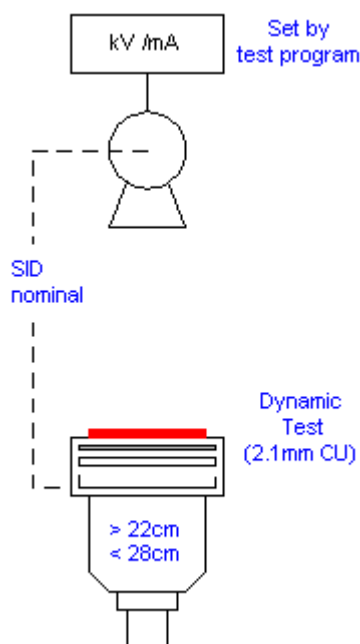 kV /mA
Set by
test program
SID
nominal
Dynamic
Test
(2.1mm CU)
> 22cm
< 28cm